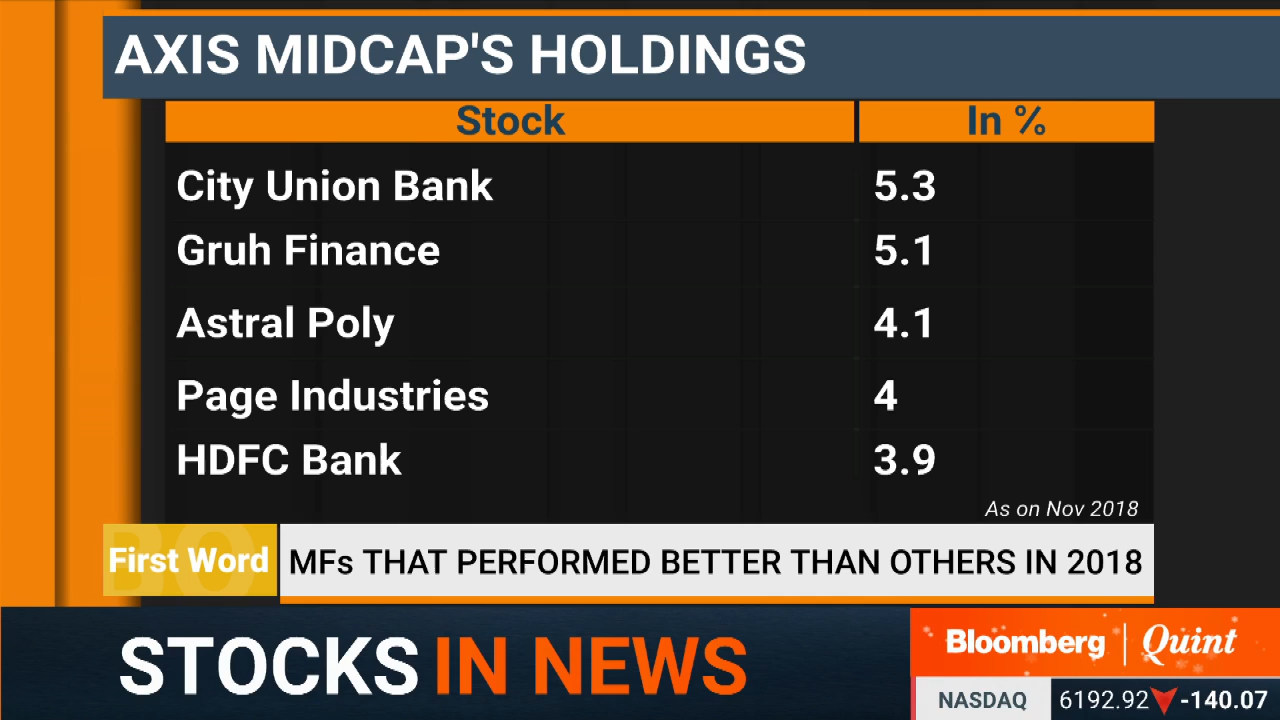 AXIS MIDCAP'S HOLDINGS
Stock In %
City Union Bank 5.3
Gruh Finance 5.1
Astral Poly 4.1
Page Industries 4
HDFC Bank 3.9
As on Nov 2018
First Word MFs THAT PERFORMED BETTER THAN OTHERS IN 2018
STOCKS IN NEWS
Bloomberg | Quint
NASDAQ 6192.92 -140.07